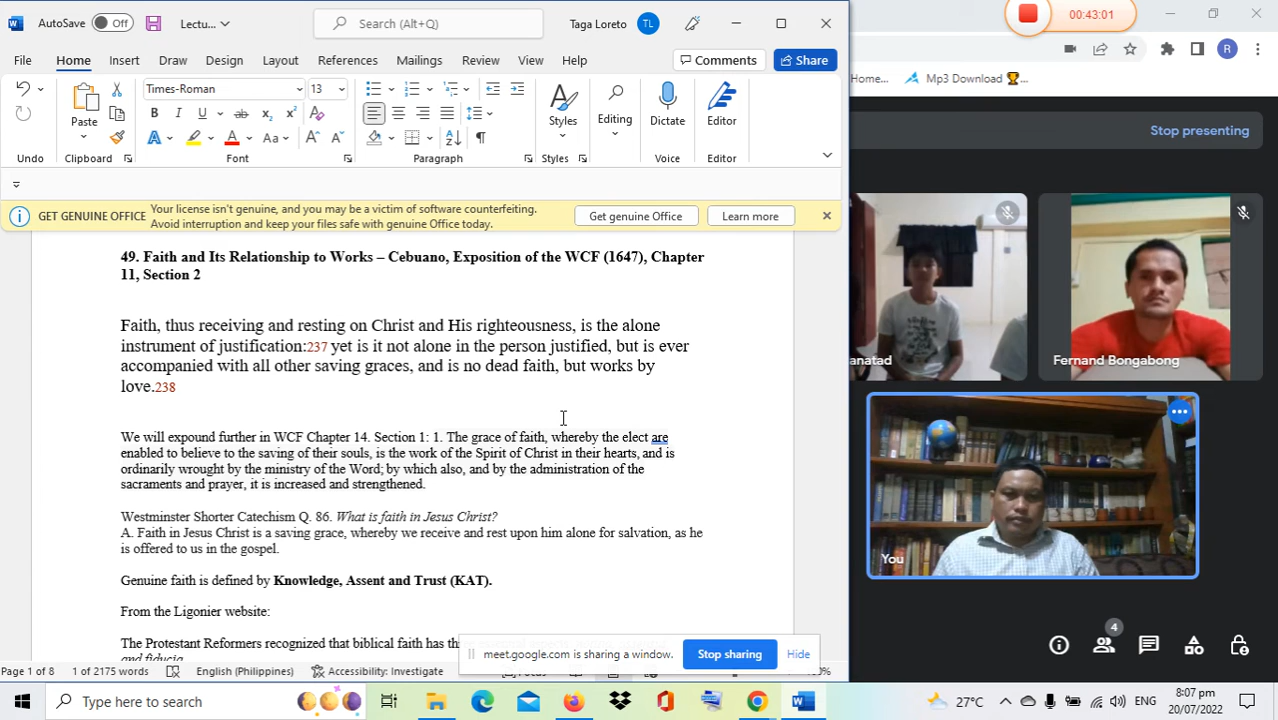 AutoSave Off Lectu... Search (Alt+Q) Taga Loreto TL
00:43:01
File Home Insert Draw Design Layout References Mailings Review View Help Comments Share
R
Home... Mp3 Download
Times-Roman 13
Paste Styles Editing Dictate Editor
Undo Clipboard Font Paragraph Styles Voice Editor
Stop presenting
GET GENUINE OFFICE Your license isn't genuine, and you may be a victim of software counterfeiting.
Avoid interruption and keep your files safe with genuine Office today.
Get genuine Office Learn more
49. Faith and Its Relationship to Works – Cebuano, Exposition of the WCF (1647), Chapter
11, Section 2
Faith, thus receiving and resting on Christ and His righteousness, is the alone
instrument of justification:237 yet is it not alone in the person justified, but is ever
accompanied with all other saving graces, and is no dead faith, but works by
love.238
We will expound further in WCF Chapter 14. Section 1: 1. The grace of faith, whereby the elect are
enabled to believe to the saving of their souls, is the work of the Spirit of Christ in their hearts, and is
ordinarily wrought by the ministry of the Word; by which also, and by the administration of the
sacraments and prayer, it is increased and strengthened.
Westminster Shorter Catechism Q. 86. What is faith in Jesus Christ?
A. Faith in Jesus Christ is a saving grace, whereby we receive and rest upon him alone for salvation, as he
is offered to us in the gospel.
Genuine faith is defined by Knowledge, Assent and Trust (KAT).
From the Ligonier website:
The Protestant Reformers recognized that biblical faith has
and fiducia
anatad
Fernand Bongabong
You
4
meet.google.com is sharing a window. Stop sharing Hide
Page 1 of 8 1 of 2175 words English (Philippines) Accessibility: Investigate
Type here to search
27°C ENG 8:07 pm
20/07/2022